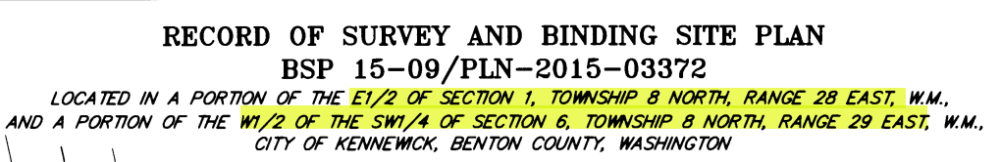 RECORD OF SURVEY AND BINDING SITE PLAN
BSP 15-09/PLN-2015-03372
LOCATED IN A PORTION OF THE E1/2 OF SECTION 1, TOWNSHIP 8 NORTH, RANGE 28 EAST, W.M.,
AND A PORTION OF THE W1/2 OF THE SW1/4 OF SECTION 6, TOWNSHIP 8 NORTH, RANGE 29 EAST, W.M.,
CITY OF KENNEWICK, BENTON COUNTY, WASHINGTON